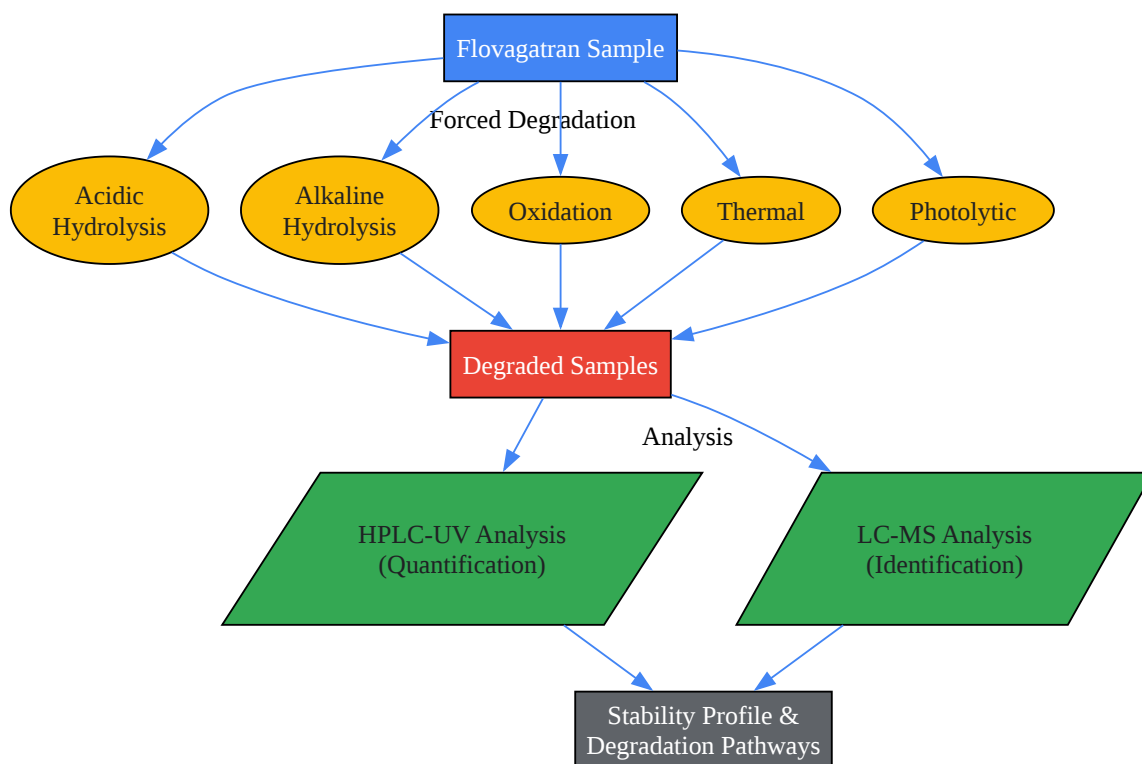 Flovagatran Sample
Forced Degradation
Acidic
Hydrolysis
Alkaline
Hydrolysis
Oxidation
Thermal
Photolytic
Degraded Samples
Analysis
HPLC-UV Analysis
(Quantification)
LC-MS Analysis
(Identification)
Stability Profile &
Degradation Pathways